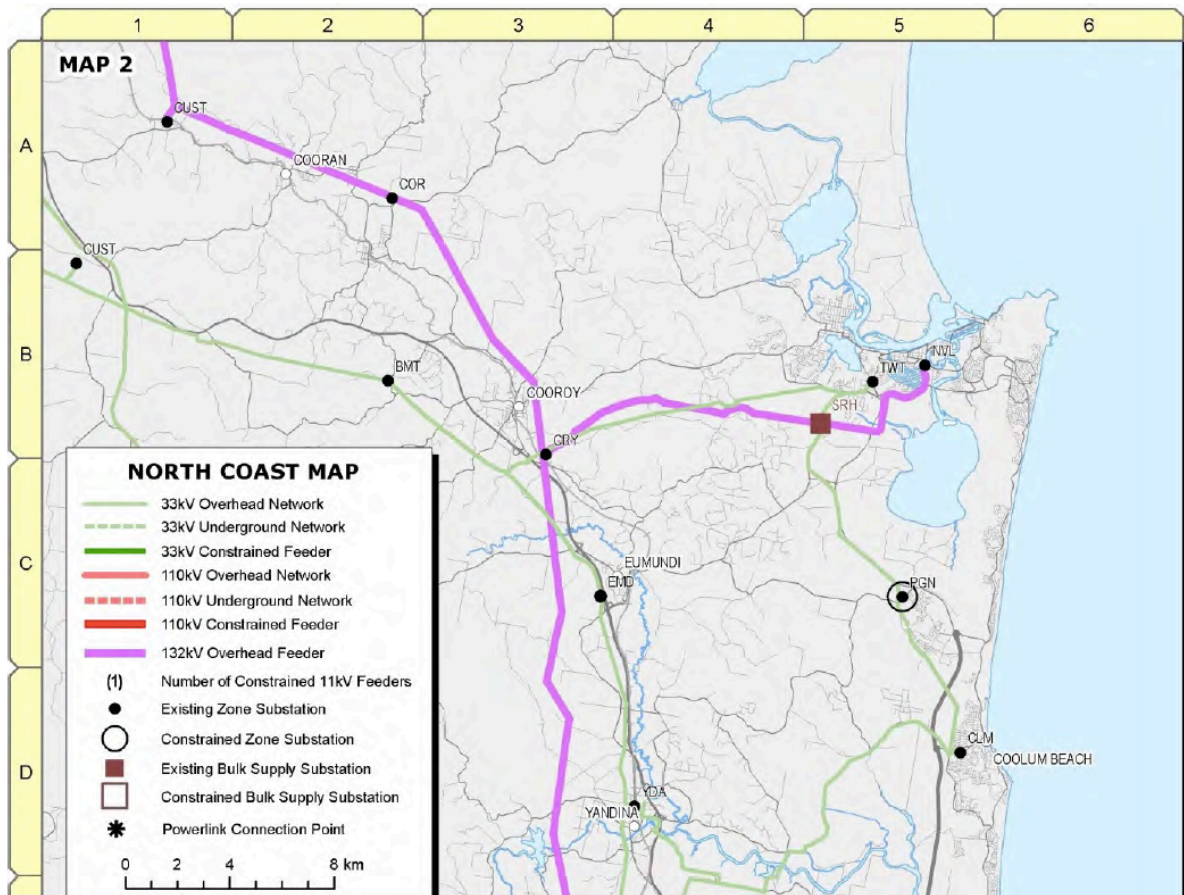 1 2 3 4 5 6
MAP 2
A
CUST
COORAN
COR
B
CUST
BMT
COOROY
TWT
NVL
SRH
CRY
C
EUMUNDI
EMD
PGN
D
CLM
COOLUM BEACH
YDA
YANDINA
NORTH COAST MAP
33kV Overhead Network
33kV Underground Network
33kV Constrained Feeder
110kV Overhead Network
110kV Underground Network
110kV Constrained Feeder
132kV Overhead Feeder
(1) Number of Constrained 11kV Feeders
Existing Zone Substation
Constrained Zone Substation
Existing Bulk Supply Substation
Constrained Bulk Supply Substation
Powerlink Connection Point
0 2 4 8 km